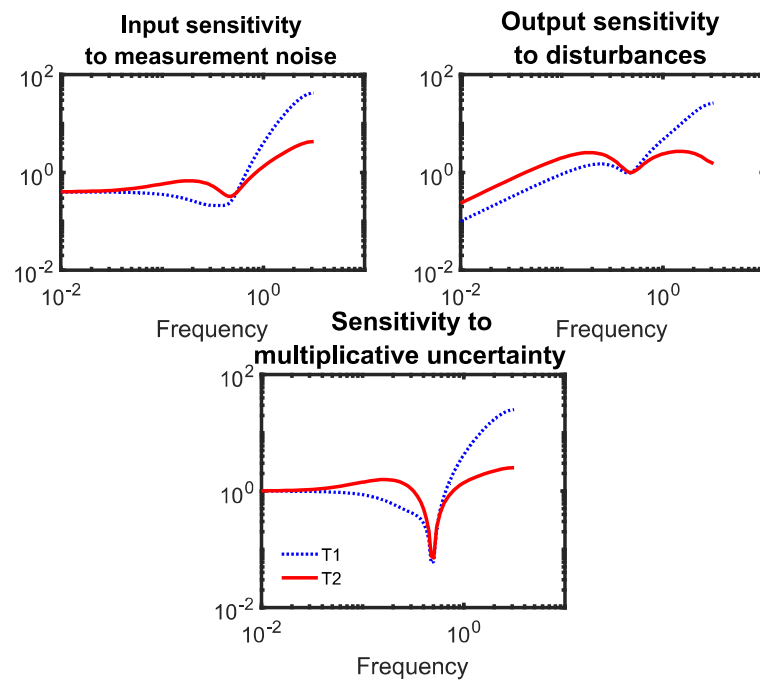 Input sensitivity
to measurement noise
10^2
10^0
10^-2
10^-2
10^0
Frequency
Output sensitivity
to disturbances
10^2
10^0
10^-2
10^-2
10^0
Frequency
Sensitivity to
multiplicative uncertainty
10^2
10^0
10^-2
T1
T2
10^-2
10^0
Frequency